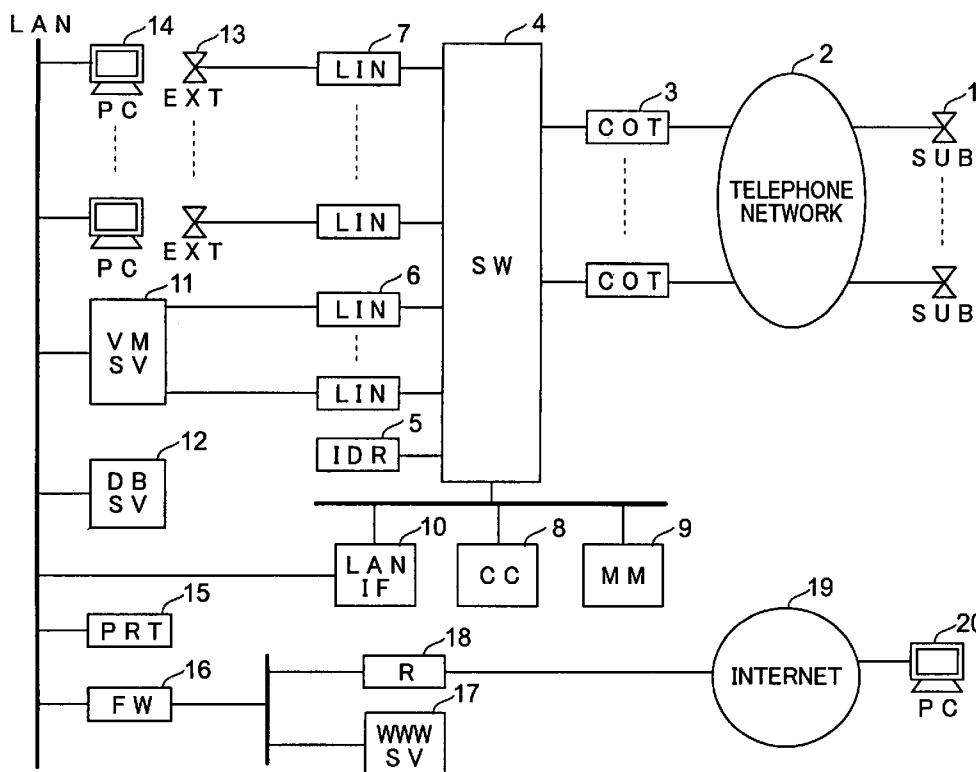 LAN
14
13
7
4
2
1
PC
EXT
LIN
COT
3
SUB
TELEPHONE
NETWORK
PC
EXT
LIN
SW
COT
SUB
11
6
VM
SV
LIN
LIN
5
IDR
12
DB
SV
10
8
9
LAN
IF
CC
MM
15
PRT
19
20
16
18
FW
R
INTERNET
PC
17
WWW
SV